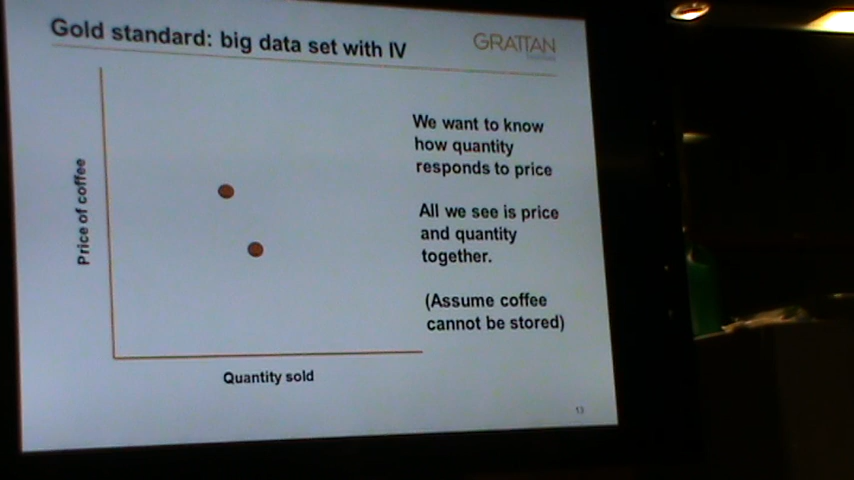 Gold standard: big data set with IV
GRATTAN
We want to know
how quantity
responds to price
All we see is price
and quantity
together.
(Assume coffee
cannot be stored)
Price of coffee
Quantity sold
13